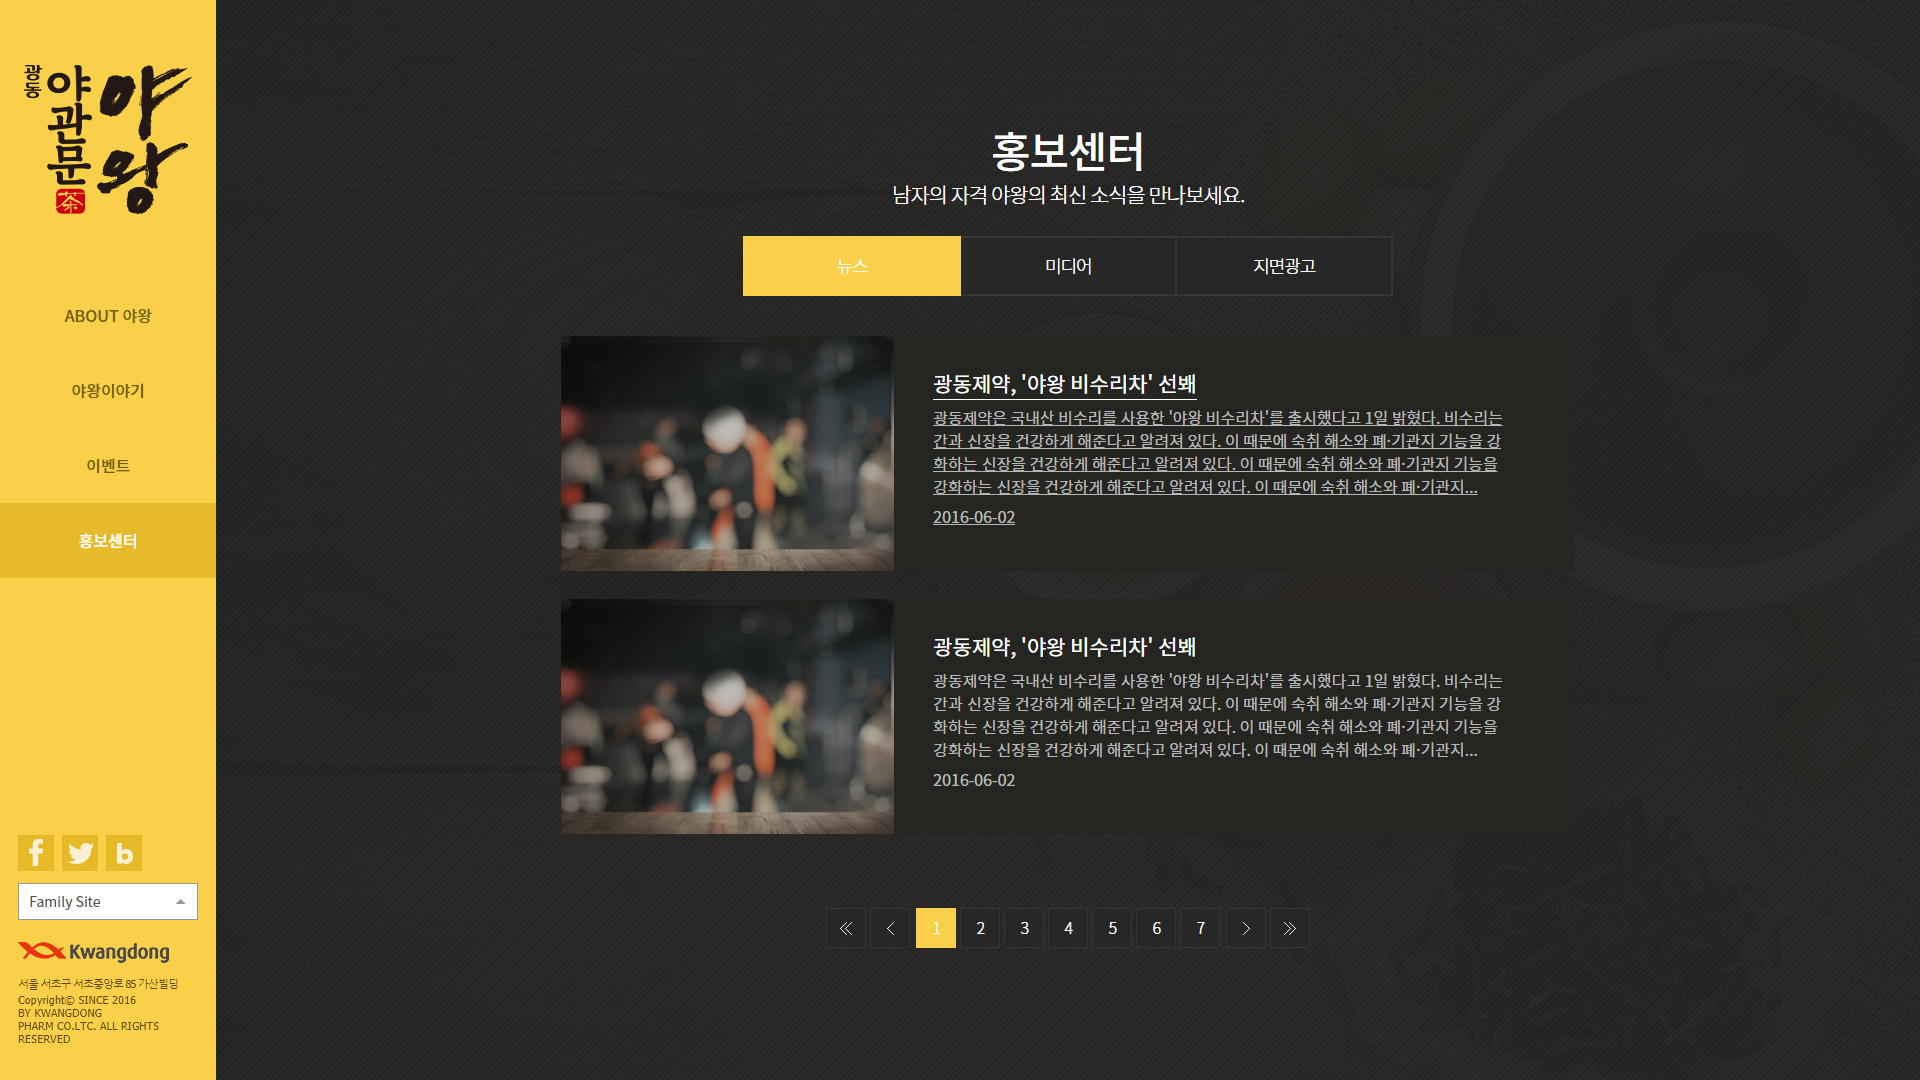 광동
야관문
야왕
茶
ABOUT 야왕
야왕이야기
이벤트
홍보센터
Family Site
Kwangdong
서울 서초구 서초중앙로 85 가산빌딩
Copyright© SINCE 2016
BY KWANGDONG
PHARM CO.LTC. ALL RIGHTS
RESERVED
홍보센터
남자의 자격 야왕의 최신 소식을 만나보세요.
뉴스
미디어
지면광고
광동제약, '야왕 비수리차' 선봬
광동제약은 국내산 비수리를 사용한 '야왕 비수리차'를 출시했다고 1일 밝혔다. 비수리는
간과 신장을 건강하게 해준다고 알려져 있다. 이 때문에 숙취 해소와 폐·기관지 기능을 강
화하는 신장을 건강하게 해준다고 알려져 있다. 이 때문에 숙취 해소와 폐·기관지 기능을
강화하는 신장을 건강하게 해준다고 알려져 있다. 이 때문에 숙취 해소와 폐·기관지...
2016-06-02
광동제약, '야왕 비수리차' 선봬
광동제약은 국내산 비수리를 사용한 '야왕 비수리차'를 출시했다고 1일 밝혔다. 비수리는
간과 신장을 건강하게 해준다고 알려져 있다. 이 때문에 숙취 해소와 폐·기관지 기능을 강
화하는 신장을 건강하게 해준다고 알려져 있다. 이 때문에 숙취 해소와 폐·기관지 기능을
강화하는 신장을 건강하게 해준다고 알려져 있다. 이 때문에 숙취 해소와 폐·기관지...
2016-06-02
1 2 3 4 5 6 7